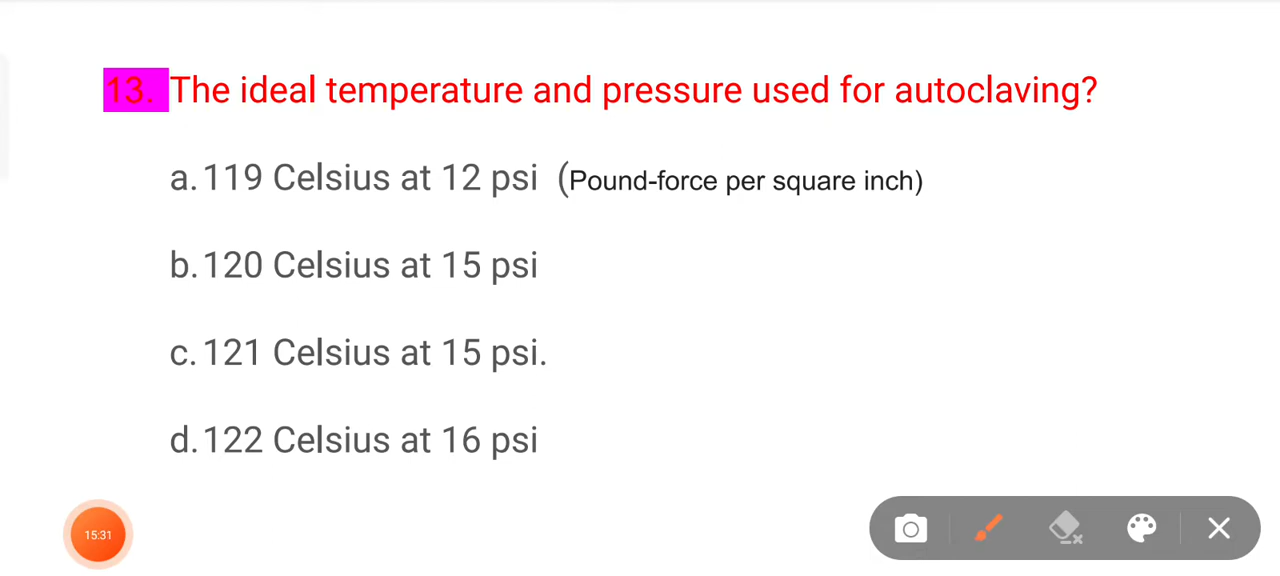 13. The ideal temperature and pressure used for autoclaving?
a. 119 Celsius at 12 psi (Pound-force per square inch)
b. 120 Celsius at 15 psi
c. 121 Celsius at 15 psi.
d. 122 Celsius at 16 psi
15:31